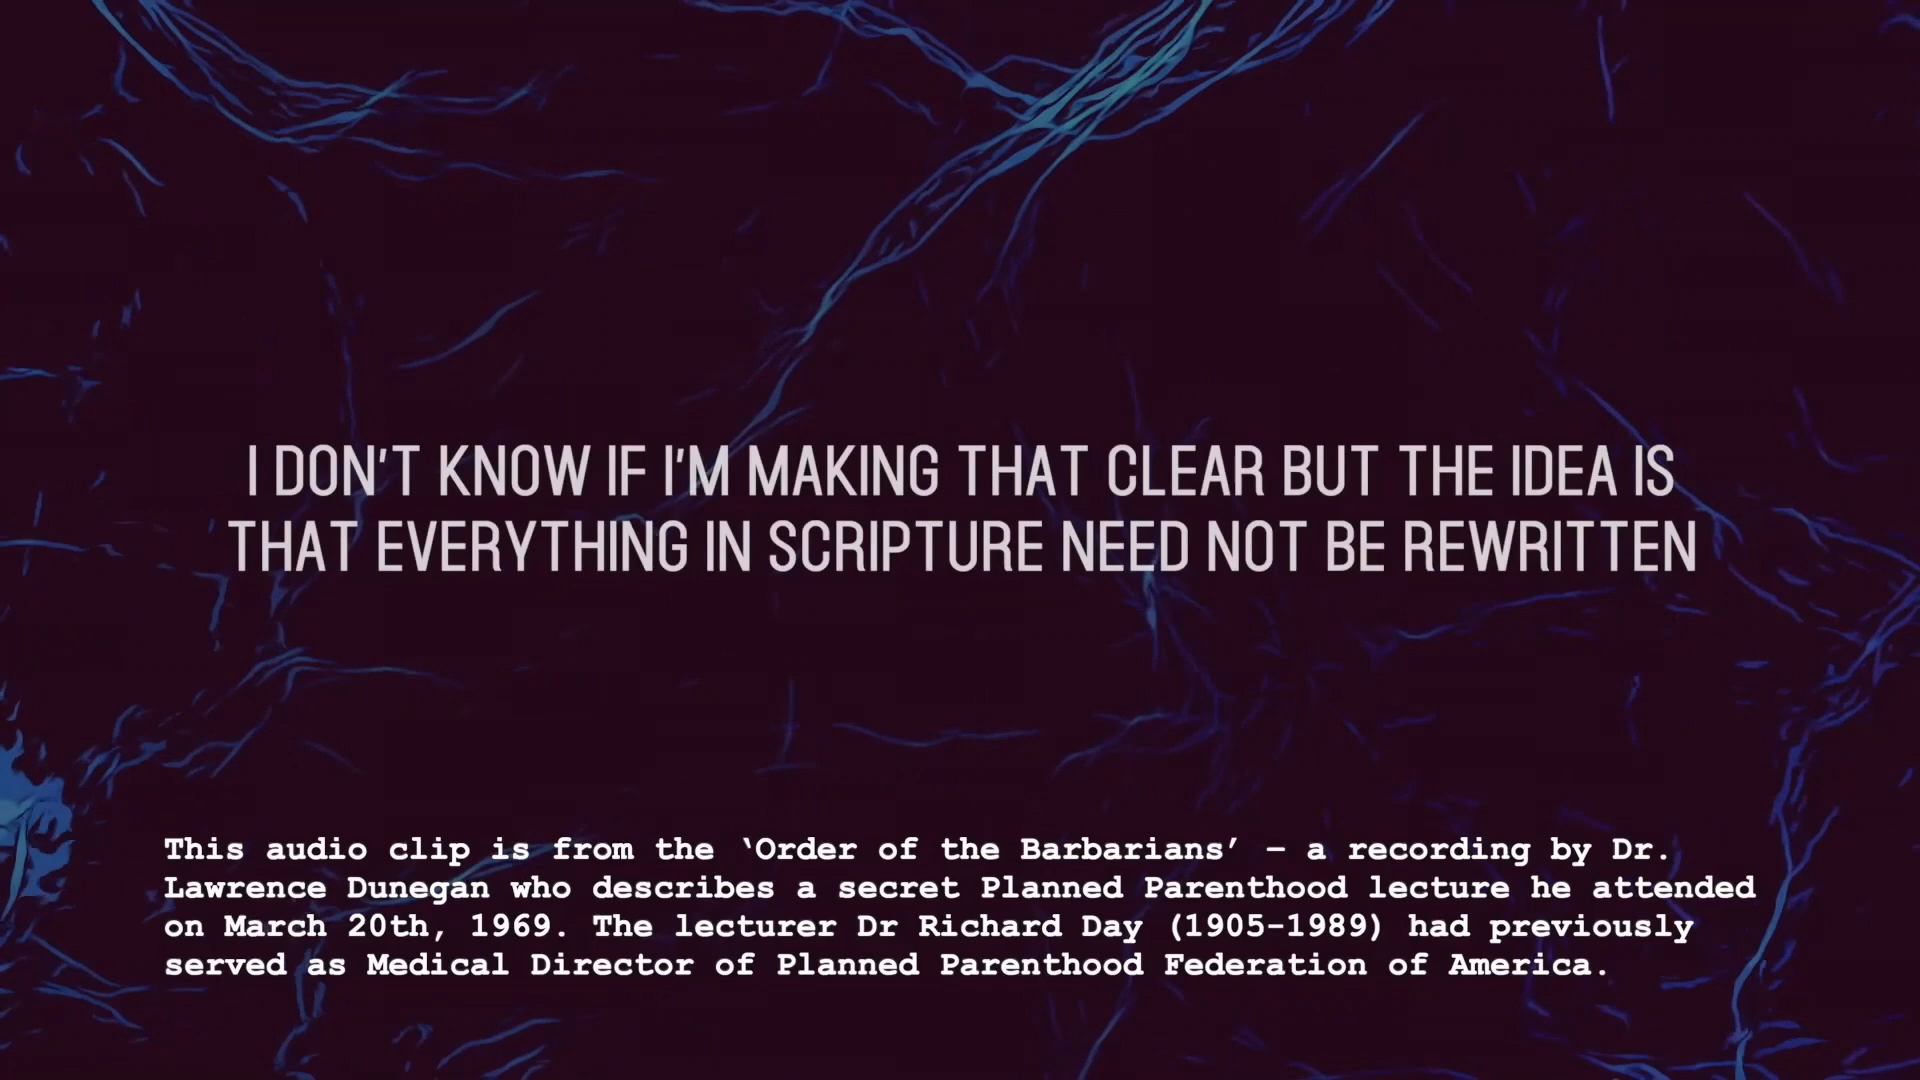 I DON'T KNOW IF I'M MAKING THAT CLEAR BUT THE IDEA IS
THAT EVERYTHING IN SCRIPTURE NEED NOT BE REWRITTEN
This audio clip is from the ‘Order of the Barbarians’ – a recording by Dr.
Lawrence Dunegan who describes a secret Planned Parenthood lecture he attended
on March 20th, 1969. The lecturer Dr Richard Day (1905-1989) had previously
served as Medical Director of Planned Parenthood Federation of America.